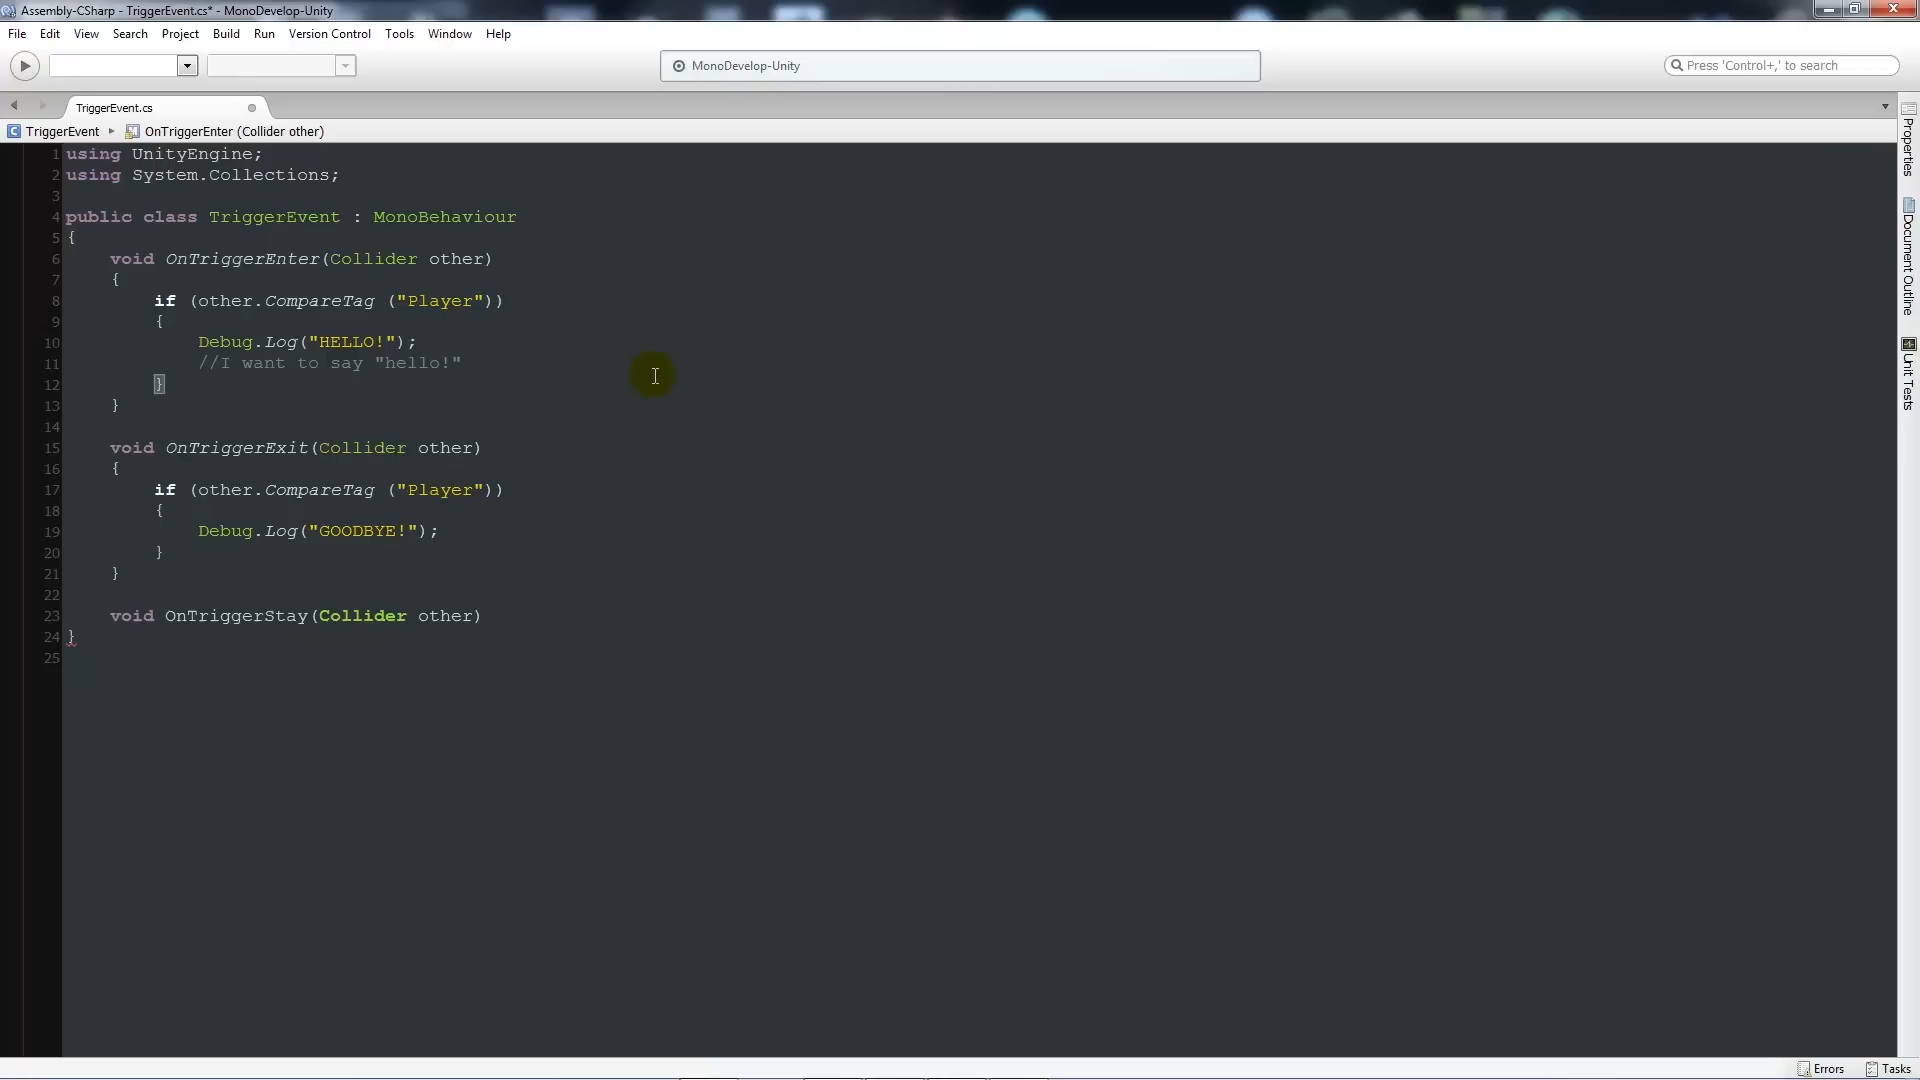 Assembly-CSharp - TriggerEvent.cs* - MonoDevelop-Unity
File Edit View Search Project Build Run Version Control Tools Window Help
MonoDevelop-Unity
Press 'Control+,' to search
TriggerEvent.cs
TriggerEvent OnTriggerEnter (Collider other)
1 using UnityEngine;
2 using System.Collections;
3
4 public class TriggerEvent : MonoBehaviour
5 {
6 void OnTriggerEnter(Collider other)
7 {
8 if (other.CompareTag ("Player"))
9 {
10 Debug.Log("HELLO!");
11 //I want to say "hello!"
12 }
13 }
14
15 void OnTriggerExit(Collider other)
16 {
17 if (other.CompareTag ("Player"))
18 {
19 Debug.Log("GOODBYE!");
20 }
21 }
22
23 void OnTriggerStay(Collider other)
24 }
25
Properties
Document Outline
Unit Tests
Errors Tasks